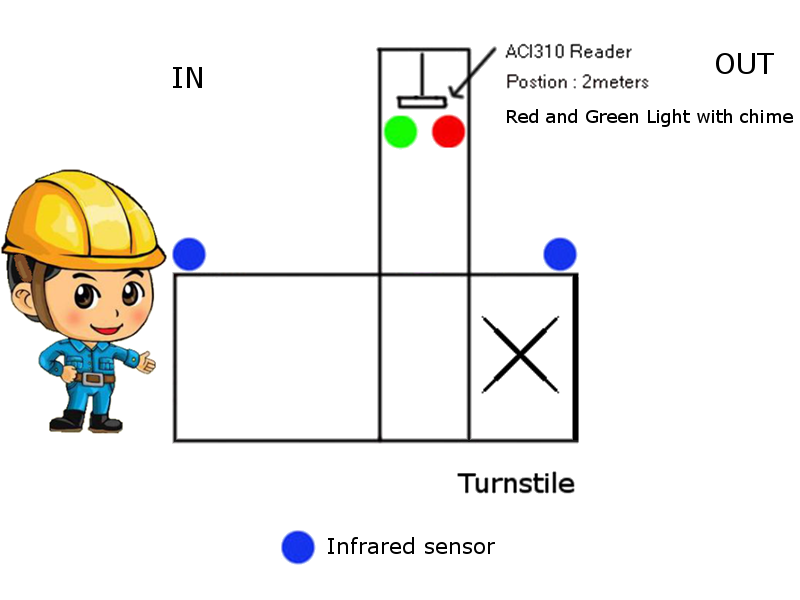 IN
ACI310 Reader
OUT
Postion : 2meters
Red and Green Light with chime
Turnstile
Infrared sensor